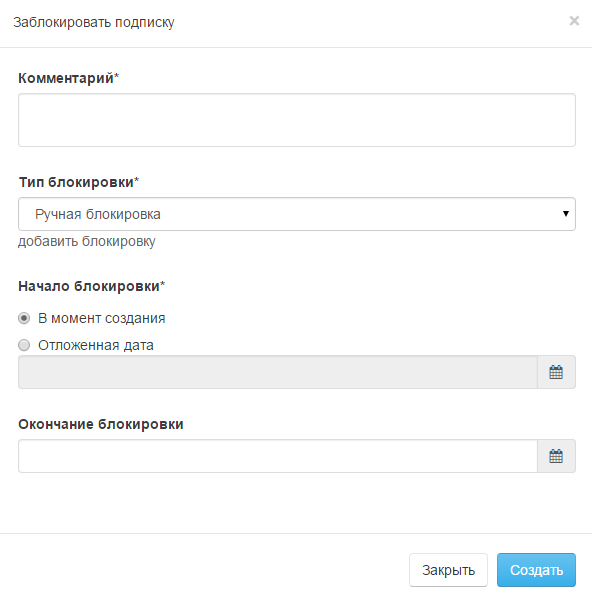 Заблокировать подписку ×
Комментарий*
Тип блокировки*
Ручная блокировка
добавить блокировку
Начало блокировки*
В момент создания
Отложенная дата
Окончание блокировки
Закрыть Создать